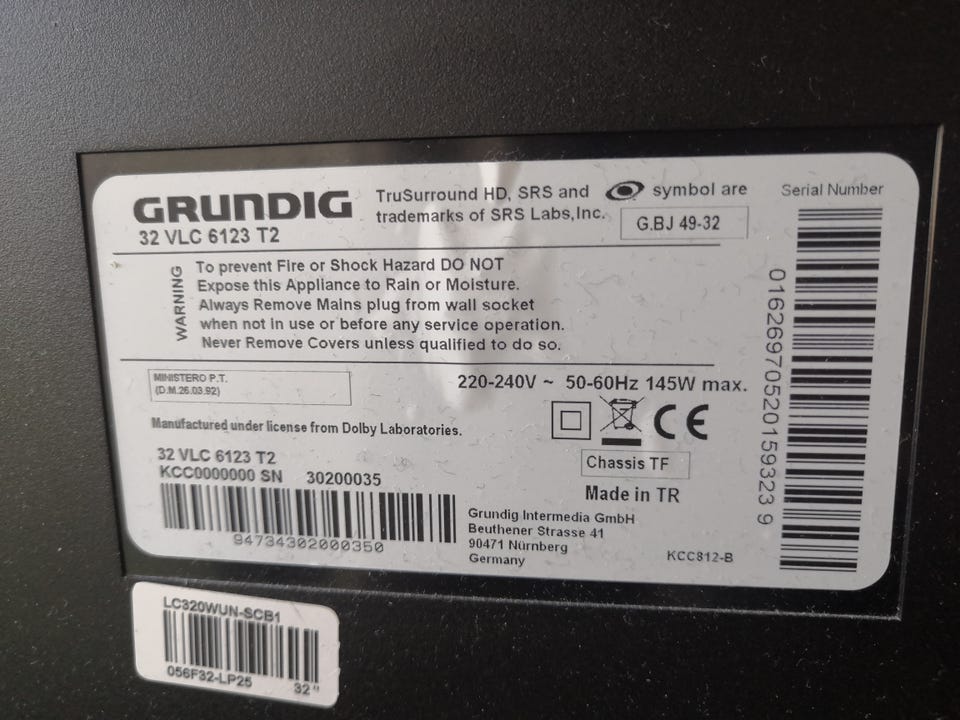 GRUNDIG
32 VLC 6123 T2
TruSurround HD, SRS and symbol are
trademarks of SRS Labs,Inc.
G.BJ 49-32
Serial Number
WARNING
To prevent Fire or Shock Hazard DO NOT
Expose this Appliance to Rain or Moisture.
Always Remove Mains plug from wall socket
when not in use or before any service operation.
Never Remove Covers unless qualified to do so.
MINISTERO P.T.
(D.M.26.03.92)
220-240V ~ 50-60Hz 145W max.
Manufactured under license from Dolby Laboratories.
CE
32 VLC 6123 T2
KCC0000000 SN 30200035
94734302000350
Chassis TF
Made in TR
Grundig Intermedia GmbH
Beuthener Strasse 41
90471 Nürnberg
Germany
KCC812-B
01626970520159323 9
LC320WUN-SCB1
056F32-LP25 32"